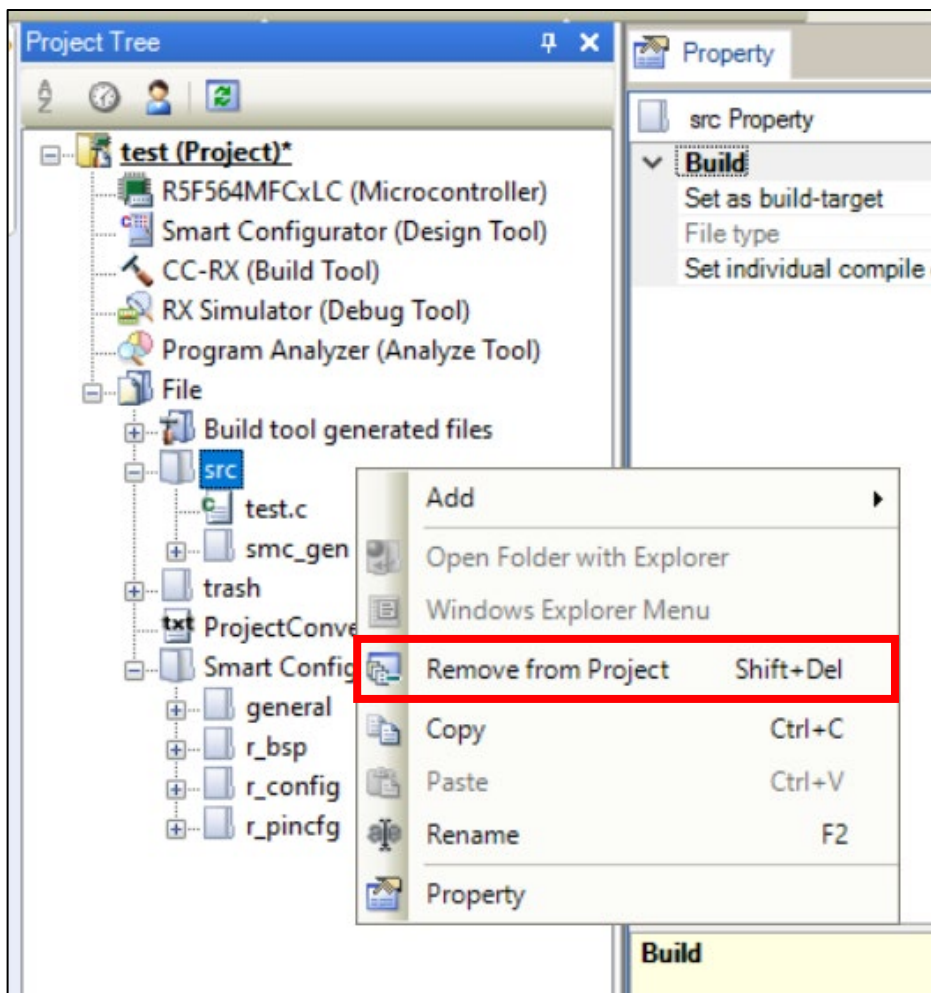 Project Tree
Property
src Property
test (Project)*
Build
R5F564MFCxLC (Microcontroller)
Set as build-target
Smart Configurator (Design Tool)
File type
CC-RX (Build Tool)
Set individual compile
RX Simulator (Debug Tool)
Program Analyzer (Analyze Tool)
File
Build tool generated files
src
test.c
smc_gen
trash
txt ProjectConve
Smart Config
general
r_bsp
r_config
r_pincfg
Add
Open Folder with Explorer
Windows Explorer Menu
Remove from Project Shift+Del
Copy Ctrl+C
Paste Ctrl+V
Rename F2
Property
Build